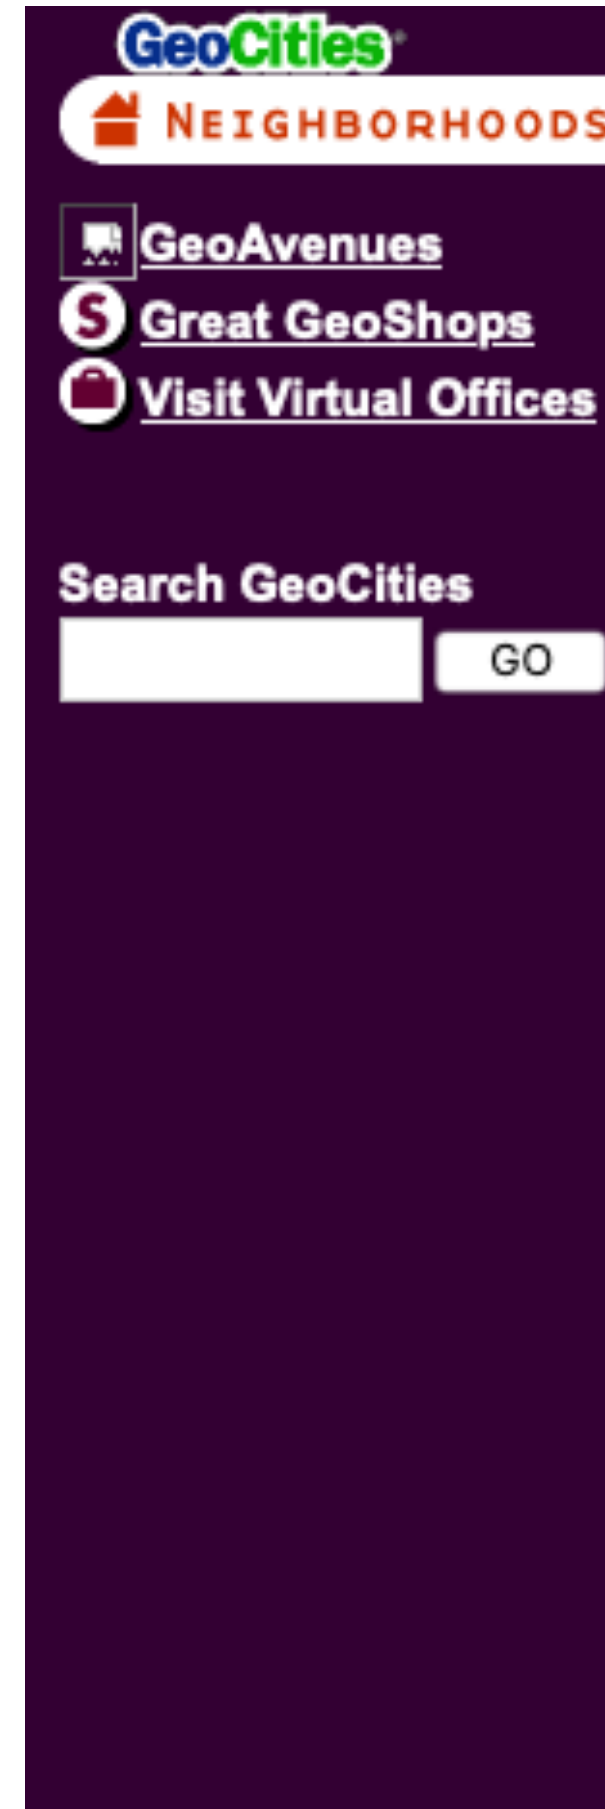 GeoCities
NEIGHBORHOODS
GeoAvenues
S Great GeoShops
Visit Virtual Offices
Search GeoCities
GO